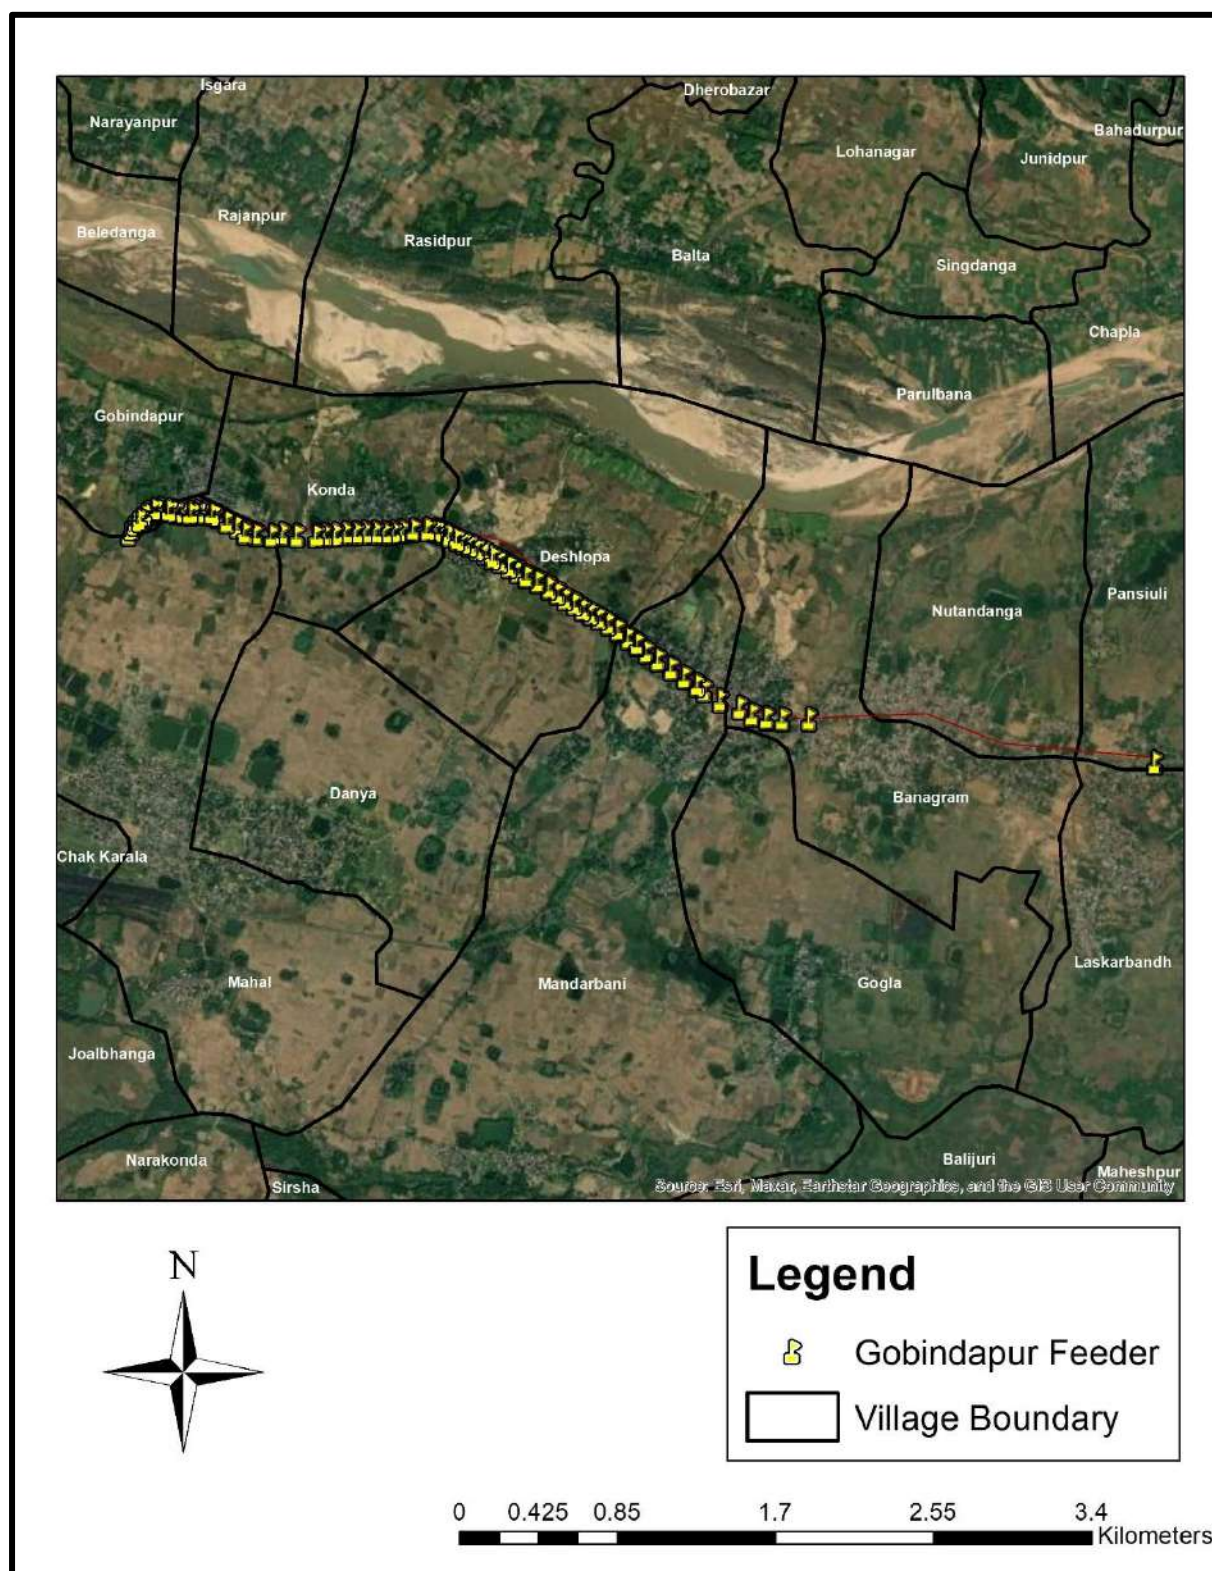 Isgara
Dherobazar
Narayanpur
Bahadurpur
Lohanagar
Junidpur
Rajanpur
Beledanga
Rasidpur
Balta
Singdanga
Chapla
Parulbana
Gobindapur
Konda
Deshlopa
Pansiuli
Nutandanga
Danya
Banagram
Chak Karala
Laskarbandh
Mahal
Mandarbani
Gogla
Joalbhanga
Narakonda
Balijuri
Maheshpur
Sirsha
Source: Esri, Maxar, Earthstar Geographics, and the GIS User Community
N
Legend
Gobindapur Feeder
Village Boundary
0 0.425 0.85 1.7 2.55 3.4
Kilometers